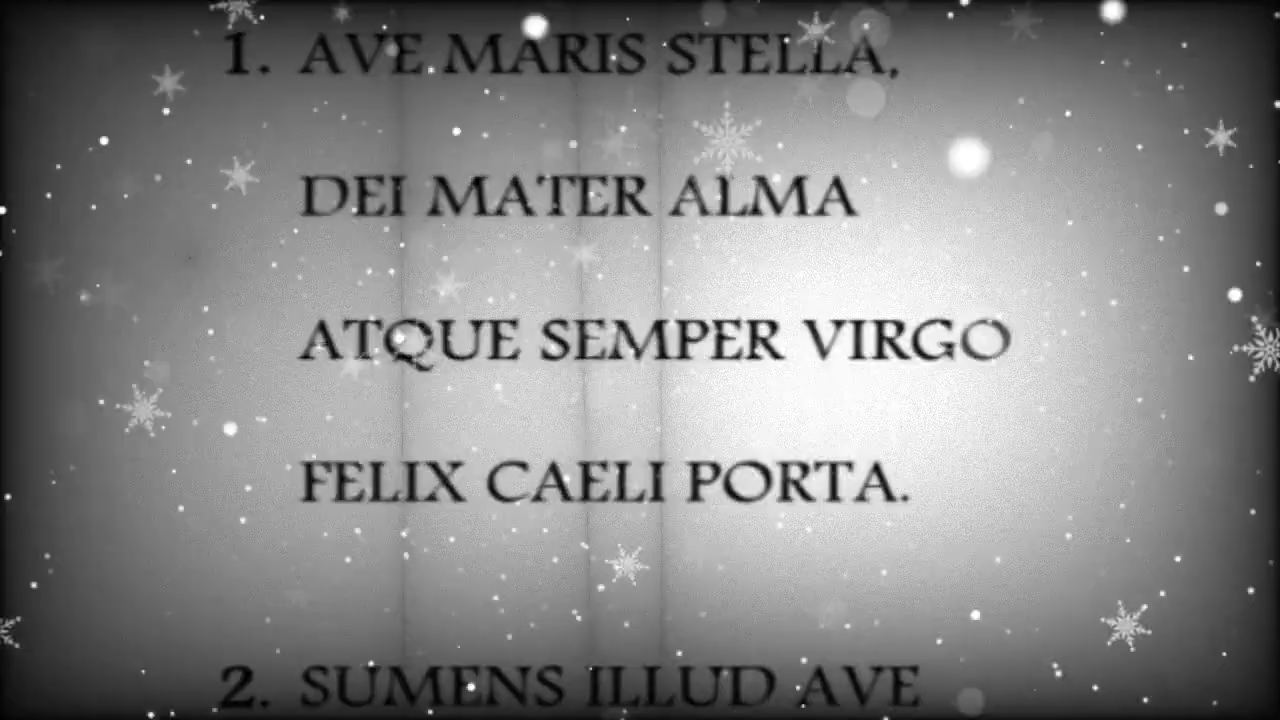 1. AVE MARIS STELLA,
DEI MATER ALMA
ATQUE SEMPER VIRGO
FELIX CAELI PORTA.
2. SUMENS ILLUD AVE